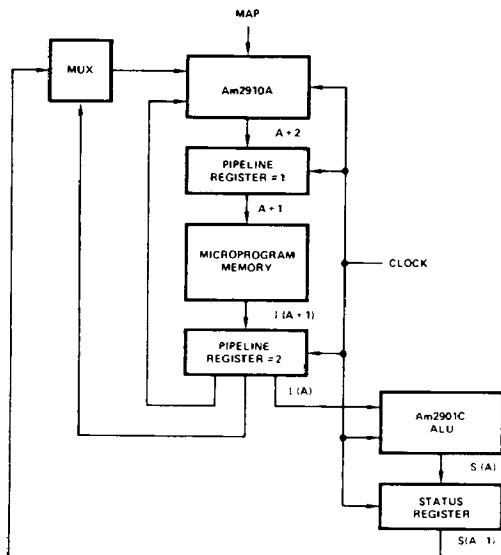 MAP
MUX
Am2910A
A + 2
PIPELINE
REGISTER =1
A + 1
MICROPROGRAM
MEMORY
CLOCK
I (A + 1)
PIPELINE
REGISTER =2
I (A)
Am2901C
ALU
S (A)
STATUS
REGISTER
S(A 1)